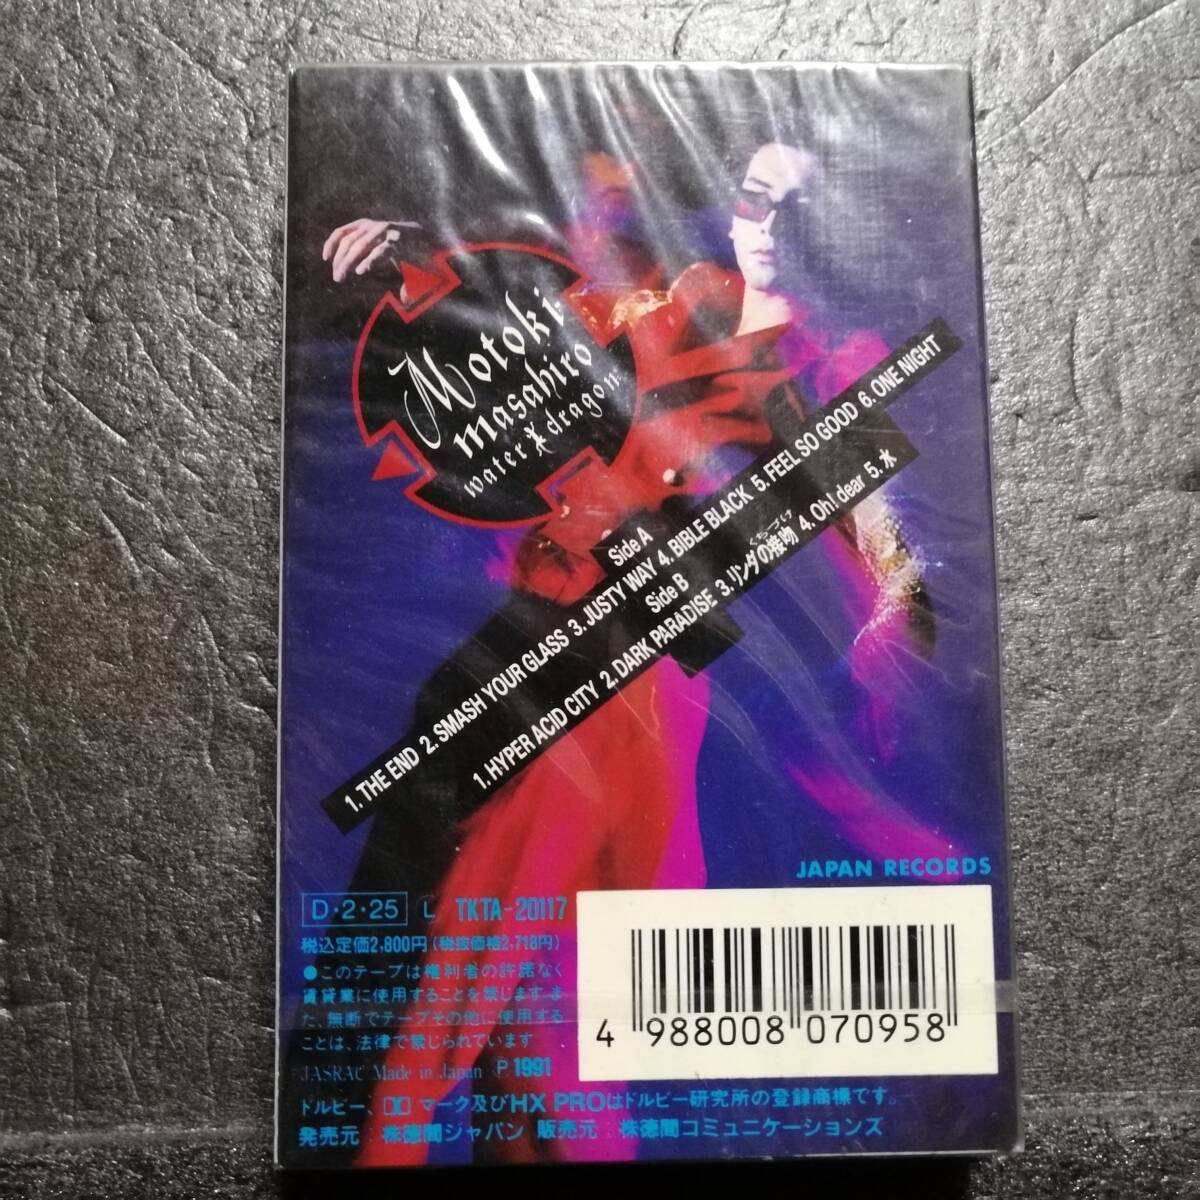 Motoki
masahiro
water dragon
Side A
1. THE END 2. SMASH YOUR GLASS 3. JUSTY WAY 4. BIBLE BLACK 5. FEEL SO GOOD 6. ONE NIGHT
Side B
くちづけ
1. HYPER ACID CITY 2. DARK PARADISE 3. リンダの接吻 4. Oh! dear 5. 水
JAPAN RECORDS
D・2・25 L TKTA-20117
税込定価2,800円(税抜価格2,718円)
●このテープは権利者の許諾なく
賃貸業に使用することを禁じます.ま
た、無断でテープその他に使用する
ことは、法律で禁じられています
JASRAC Made in Japan P 1991
4 988008 070958
ドルビー、マーク及びHX PROはドルビー研究所の登録商標です。
発売元:株徳間ジャパン 販売元:株徳間コミュニケーションズ